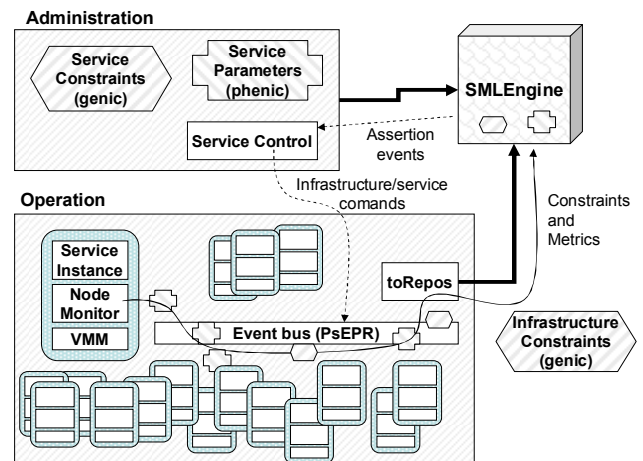 Administration
Service
Constraints
(genic)
Service
Parameters
(phenic)
SMLEngine
Service Control
Assertion
events
Infrastructure/service
comands
Constraints
and
Metrics
Operation
Service
Instance
Node
Monitor
VMM
toRepos
Event bus (PsEPR)
Infrastructure
Constraints
(genic)